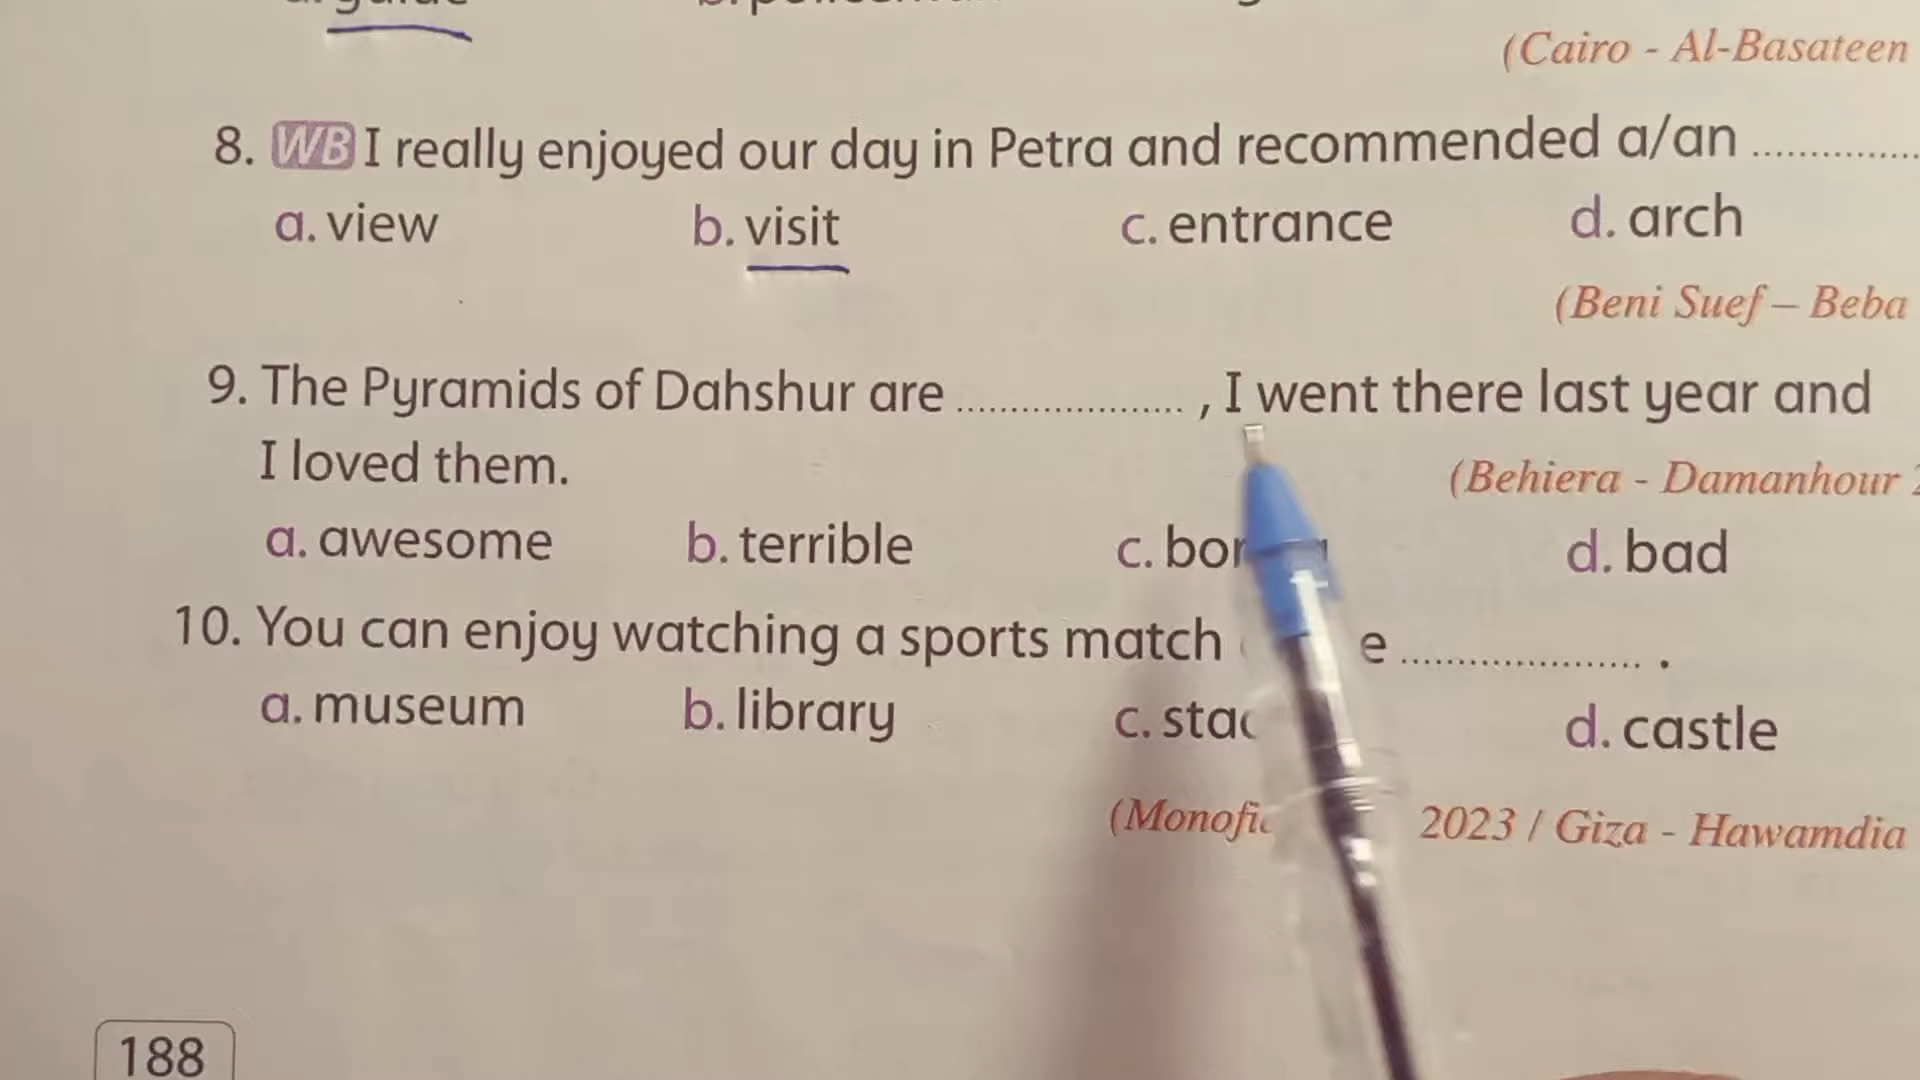 (Cairo - Al-Basateen
8. WB I really enjoyed our day in Petra and recommended a/an ................
a. view b. visit c. entrance d. arch
(Beni Suef – Beba
9. The Pyramids of Dahshur are ...................... , I went there last year and
I loved them.
(Behiera - Damanhour
a. awesome b. terrible c. d. bad
10. You can enjoy watching a sports match ....................... .
a. museum b. library c. d. castle
2023 / Giza - Hawamdia
188